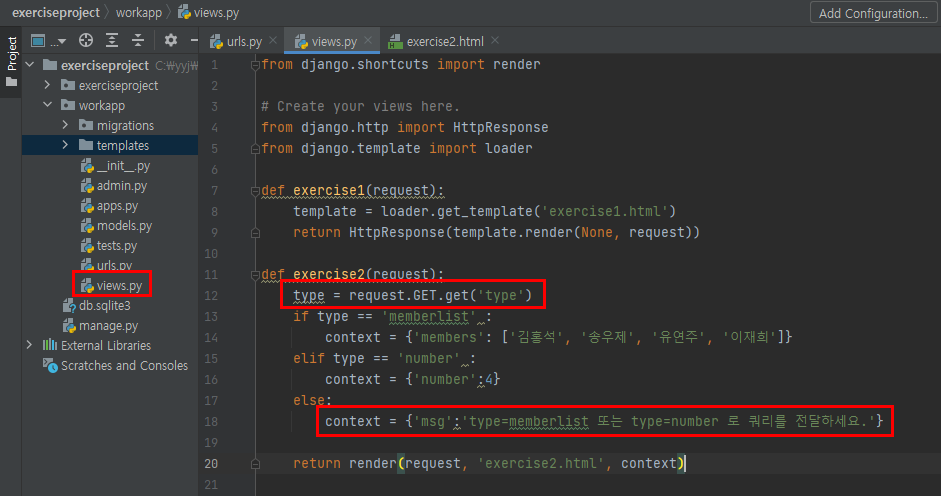 exerciseproject workapp views.py
Add Configuration...
Project
urls.py views.py exercise2.html
exerciseproject C:￦yyj￦
exerciseproject
workapp
migrations
templates
__init__.py
admin.py
apps.py
models.py
tests.py
urls.py
views.py
db.sqlite3
manage.py
External Libraries
Scratches and Consoles
1 from django.shortcuts import render
2
3 # Create your views here.
4 from django.http import HttpResponse
5 from django.template import loader
6
7 def exercise1(request):
8 template = loader.get_template('exercise1.html')
9 return HttpResponse(template.render(None, request))
10
11 def exercise2(request):
12 type = request.GET.get('type')
13 if type == 'memberlist' :
14 context = {'members': ['김홍석', '송우제', '유연주', '이재희']}
15 elif type == 'number' :
16 context = {'number':4}
17 else:
18 context = {'msg':'type=memberlist 또는 type=number 로 쿼리를 전달하세요.'}
19
20 return render(request, 'exercise2.html', context)
21